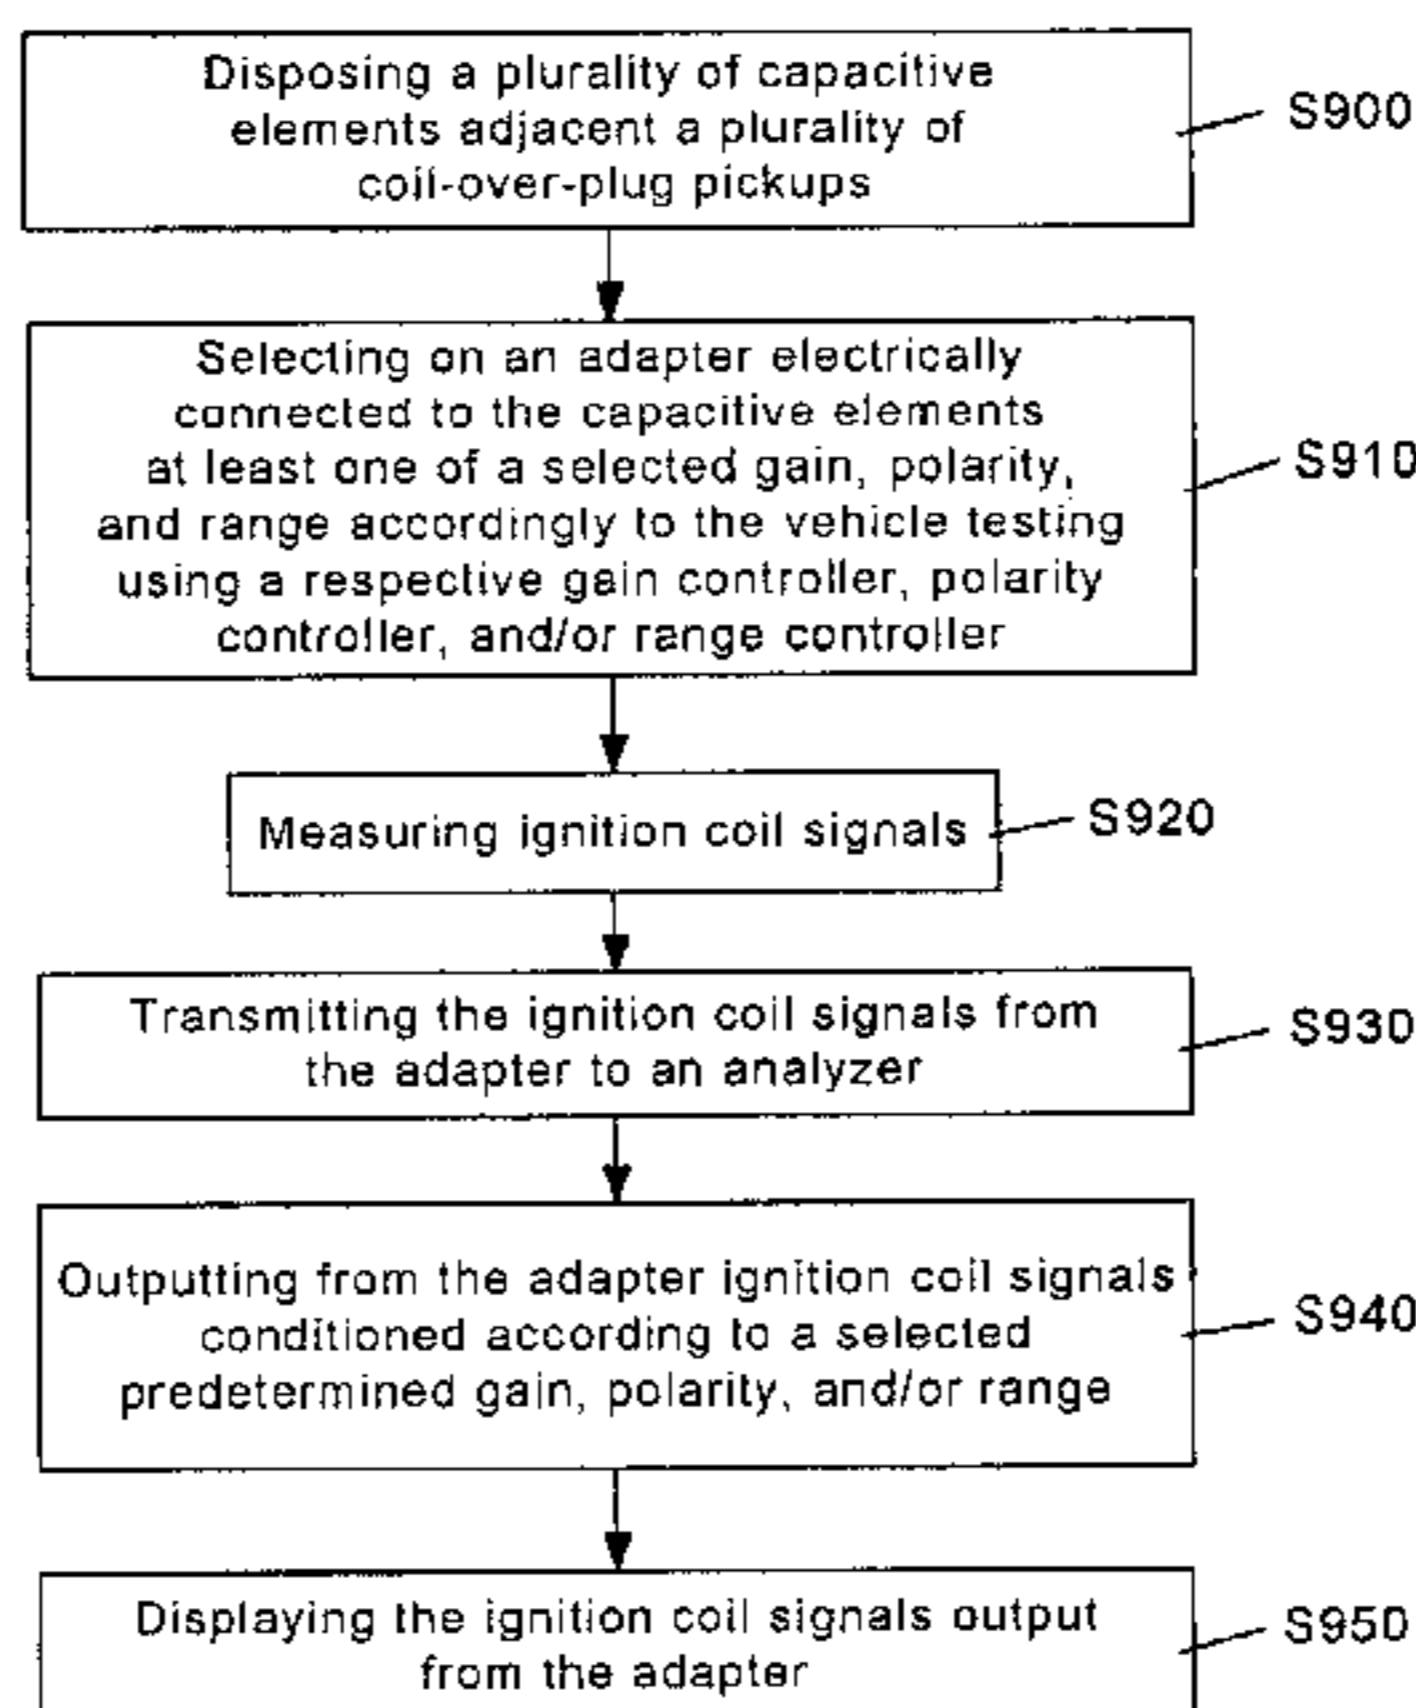 Disposing a plurality of capacitive
elements adjacent a plurality of
coil-over-plug pickups
S900
Selecting on an adapter electrically
connected to the capacitive elements
at least one of a selected gain, polarity,
and range accordingly to the vehicle testing
using a respective gain controller, polarity
controller, and/or range controller
S910
Measuring ignition coil signals
S920
Transmitting the ignition coil signals from
the adapter to an analyzer
S930
Outputting from the adapter ignition coil signals
conditioned according to a selected
predetermined gain, polarity, and/or range
S940
Displaying the ignition coil signals output
from the adapter
S950